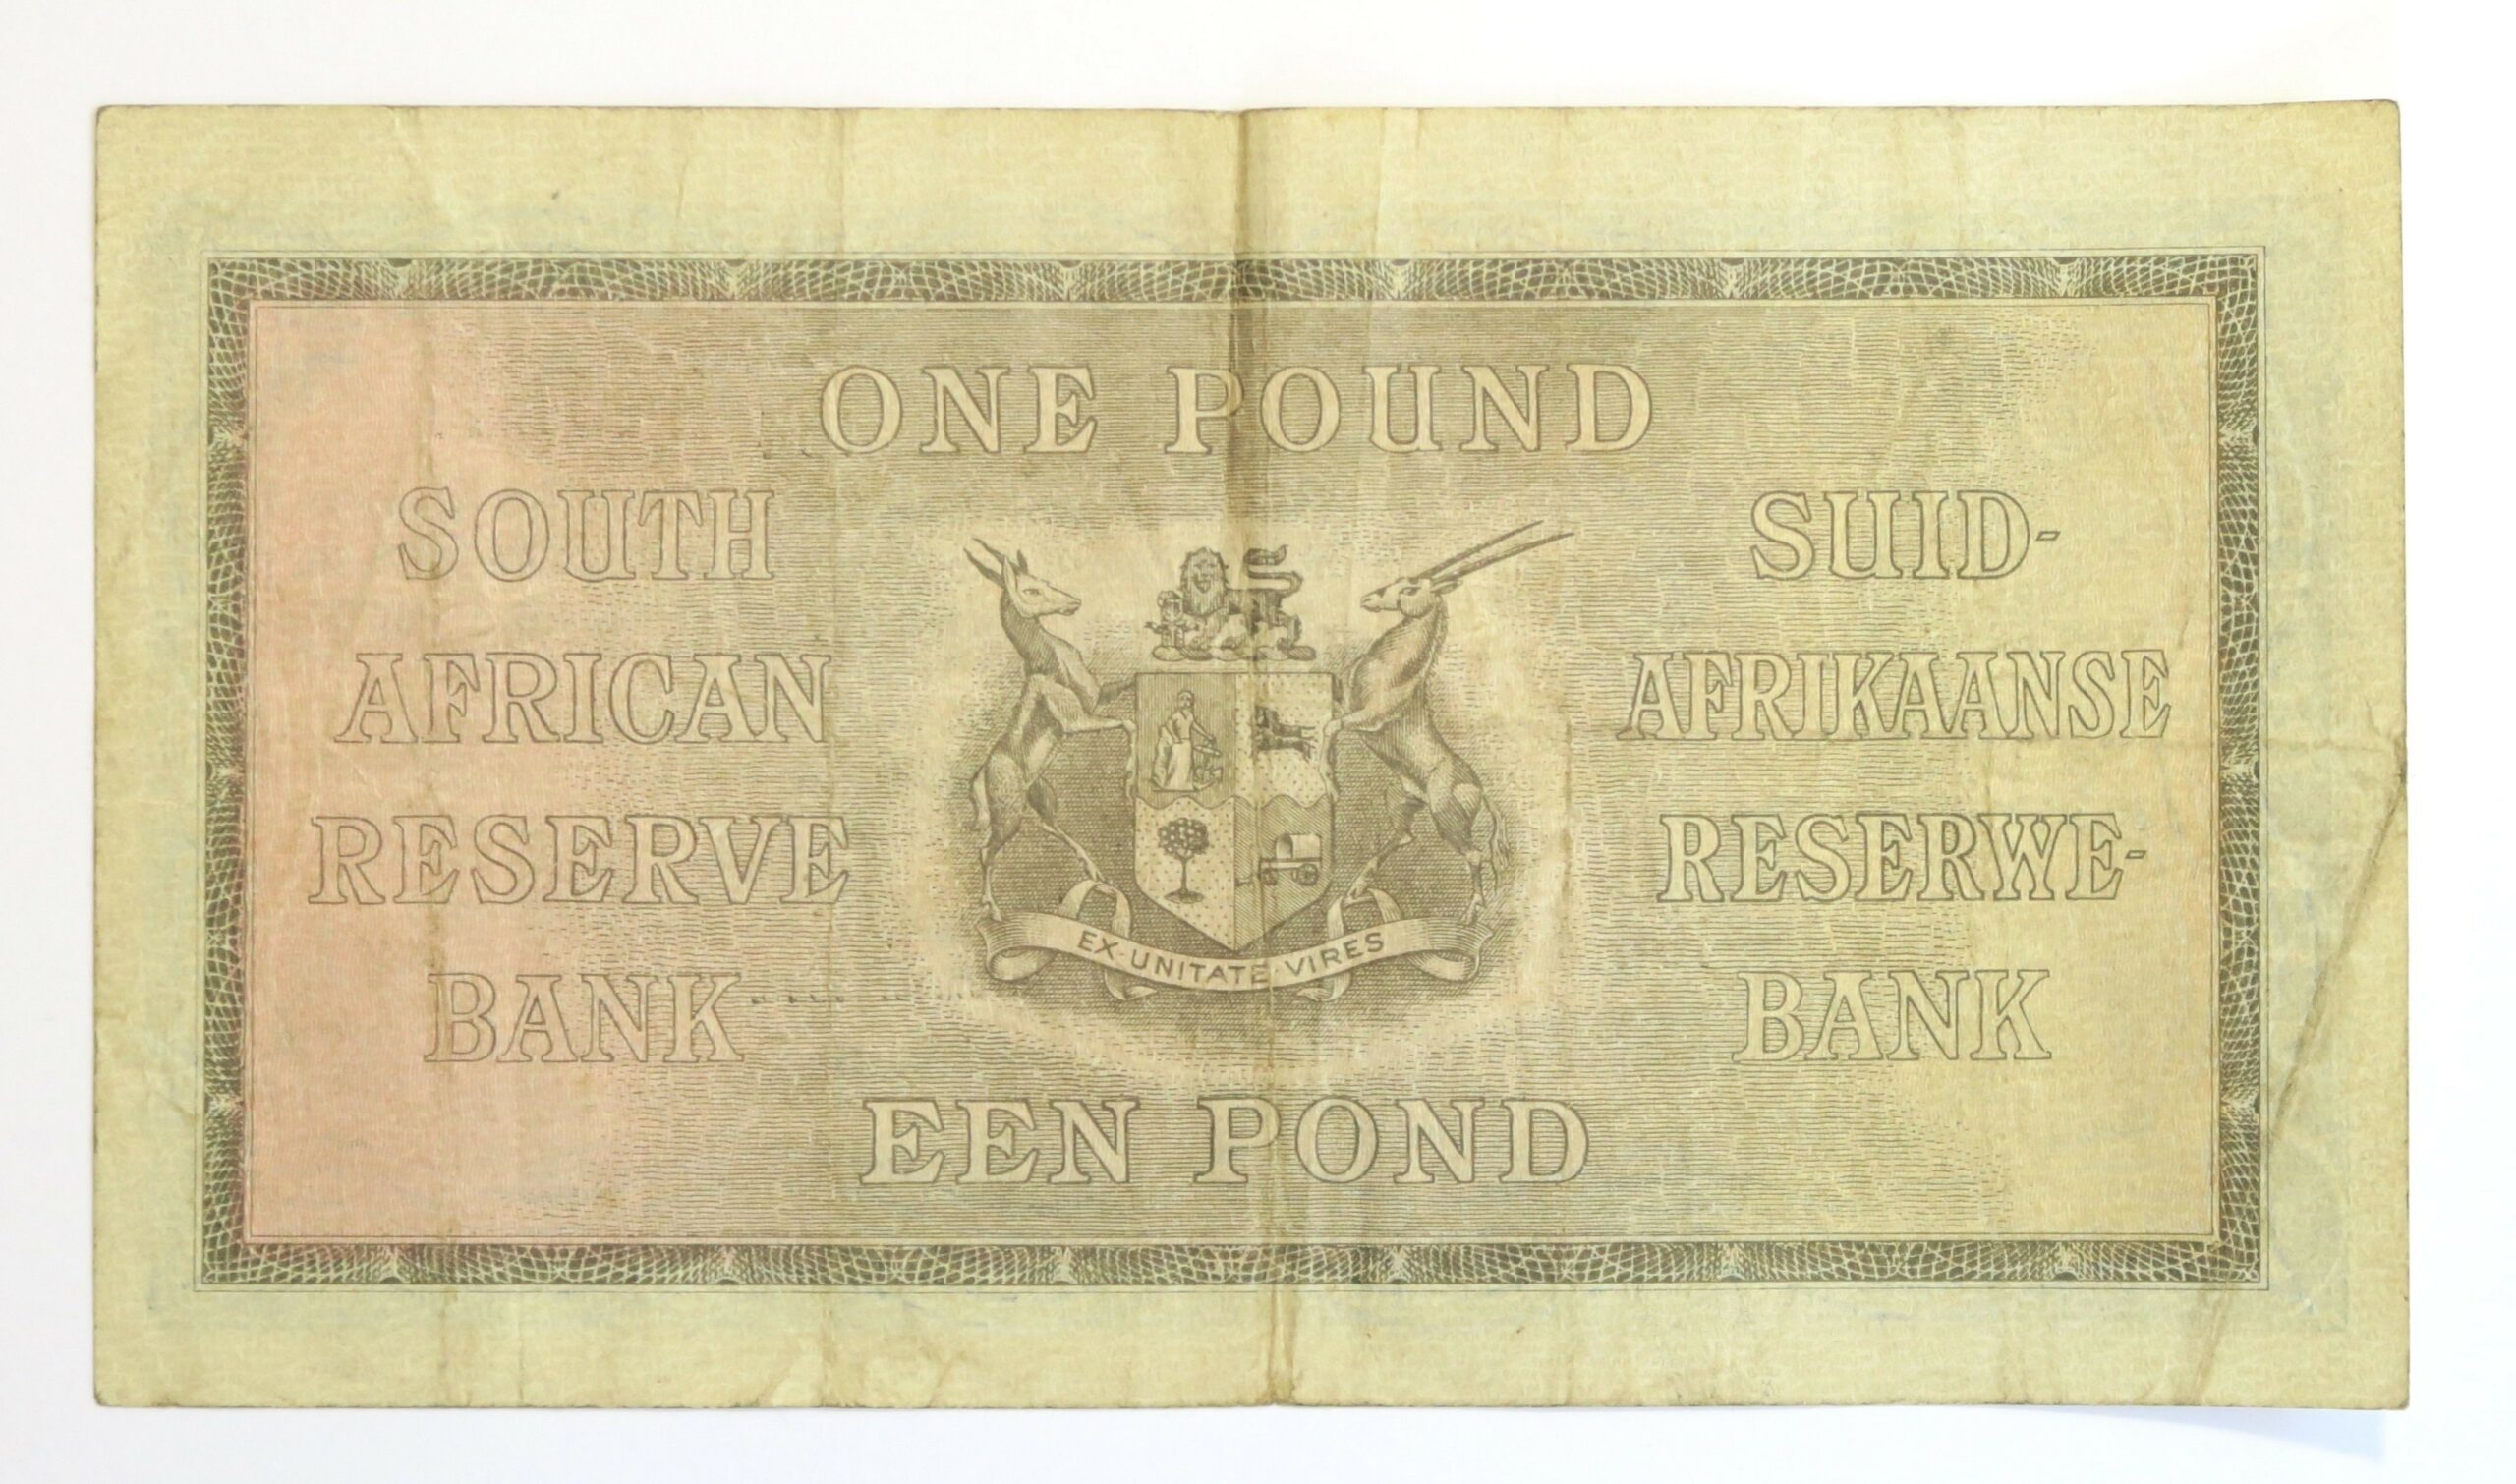 ONE POUND
SOUTH
AFRICAN
RESERVE
BANK
SUID-
AFRIKAANSE
RESERWE-
BANK
EX·UNITATE·VIRES
EEN POND